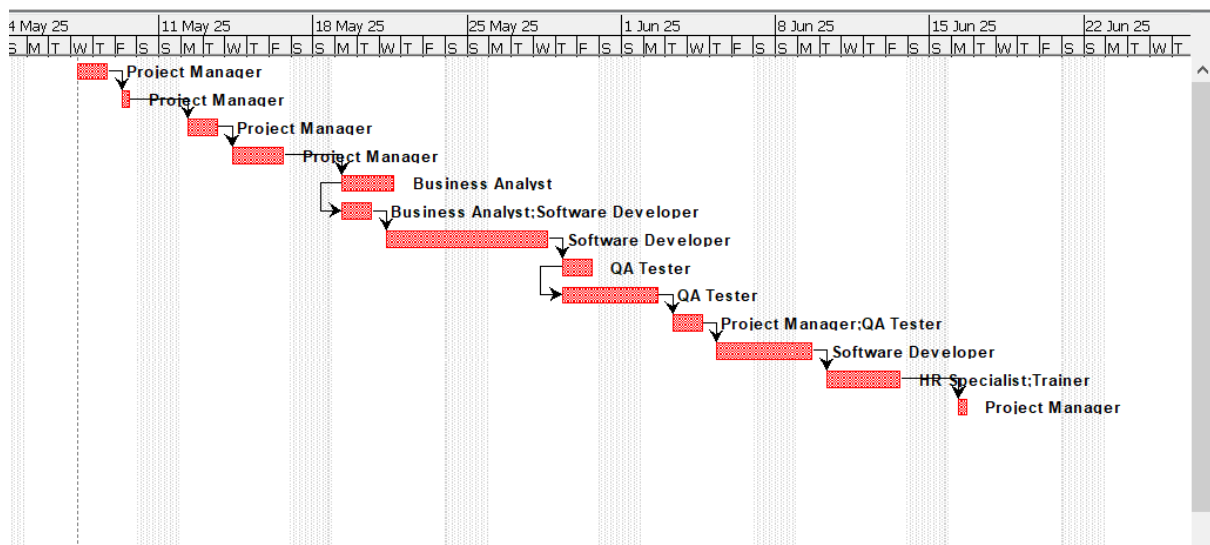 4 May 25 11 May 25 18 May 25 25 May 25 1 Jun 25 8 Jun 25 15 Jun 25 22 Jun 25
S M T W T F S S M T W T F S S M T W T F S S M T W T F S S M T W T F S S M T W T F S S M T W T F S S M T W T
Project Manager
Project Manager
Project Manager
Project Manager
Business Analyst
Business Analyst;Software Developer
Software Developer
QA Tester
QA Tester
Project Manager;QA Tester
Software Developer
HR Specialist;Trainer
Project Manager